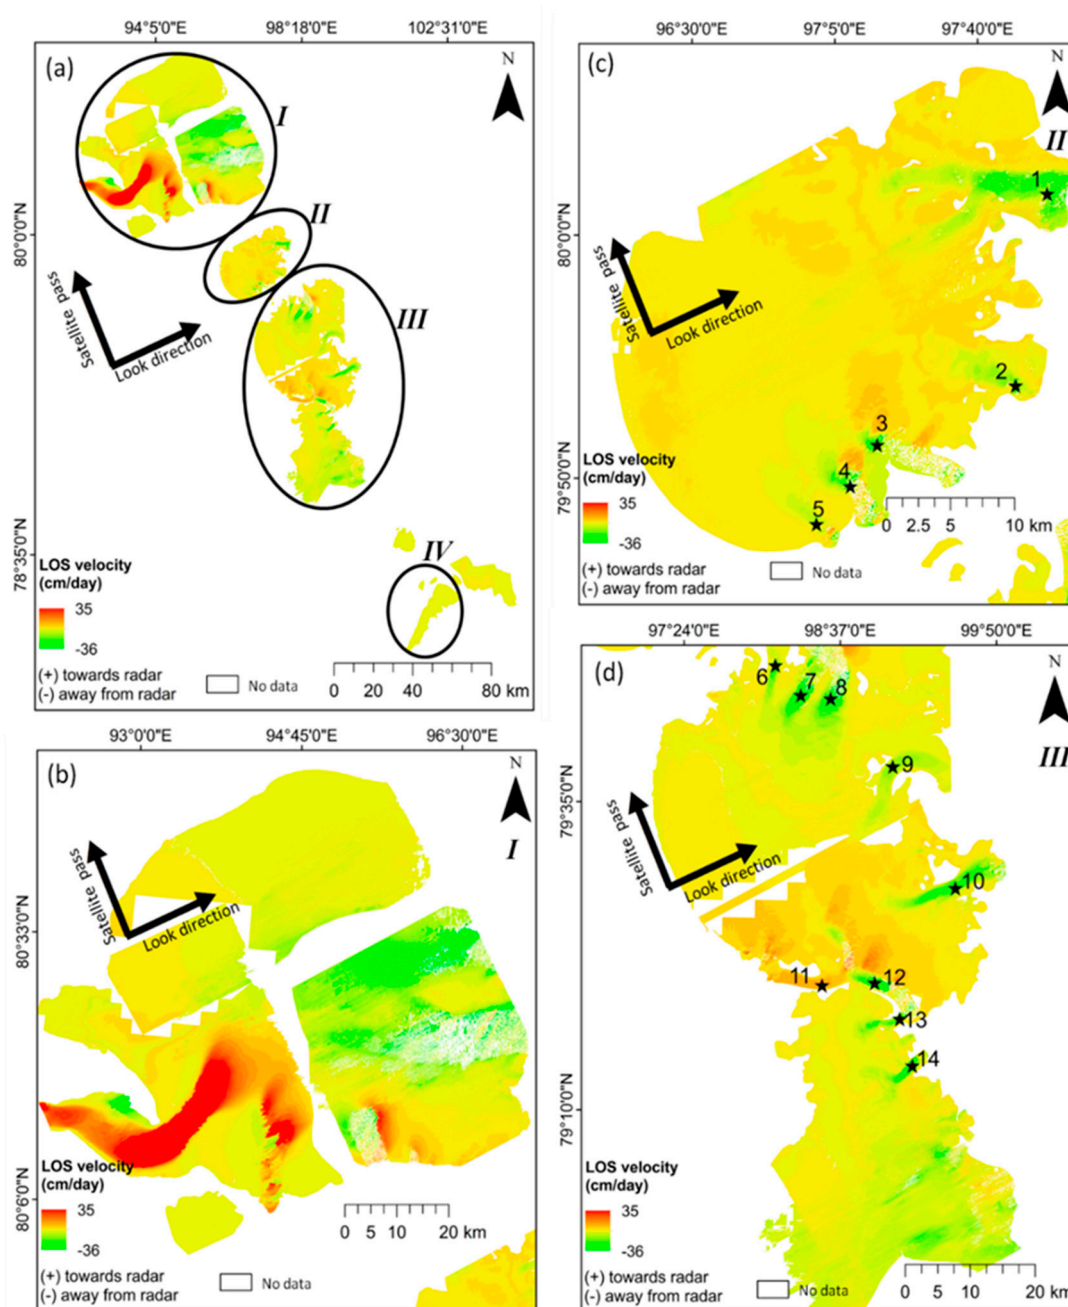 94°5'0"E 98°18'0"E 102°31'0"E
(a)
N
I
II
80°0'0"N
III
Satellite pass
Look direction
78°35'0"N
IV
LOS velocity
(cm/day)
35
-36
(+) towards radar
(-) away from radar
No data
0 20 40 80 km
96°30'0"E 97°5'0"E 97°40'0"E
(c)
N
II
1
80°0'0"N
Satellite pass
Look direction
2
3
4
79°50'0"N
5
LOS velocity
(cm/day)
35
-36
0 2.5 5 10 km
(+) towards radar
(-) away from radar
No data
93°0'0"E 94°45'0"E 96°30'0"E
(b)
N
I
Satellite pass
Look direction
80°33'0"N
80°6'0"N
LOS velocity
(cm/day)
35
-36
0 5 10 20 km
(+) towards radar
(-) away from radar
No data
97°24'0"E 98°37'0"E 99°50'0"E
(d)
N
6
7
8
III
9
79°35'0"N
Satellite pass
Look direction
10
11
12
13
14
79°10'0"N
LOS velocity
(cm/day)
35
-36
(+) towards radar
(-) away from radar
No data
0 5 10 20 km